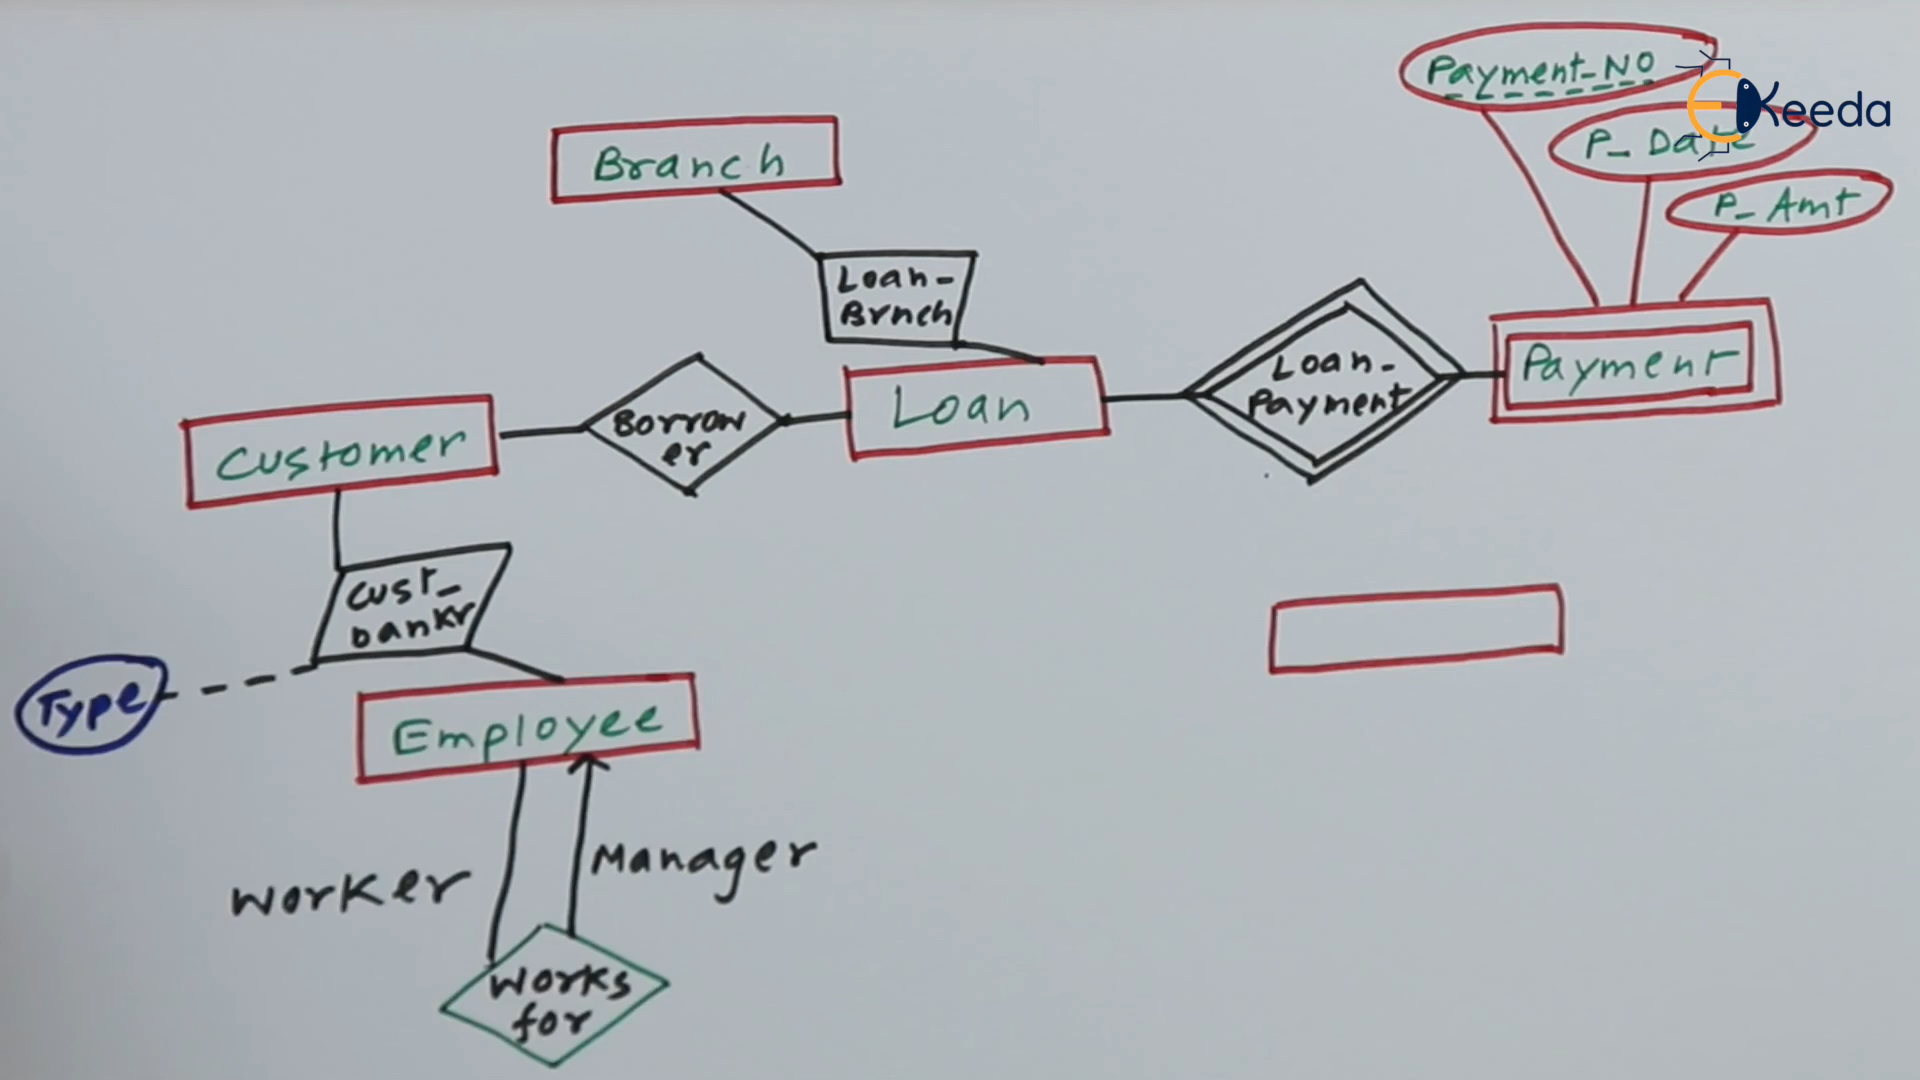 Payment_No
P_Date
P_Amt
EKeeda
Branch
Loan-
Brnch
Loan-
Payment
Payment
Customer
Borrow
er
Loan
Cust_
bankr
Type
Employee
Worker
Manager
Works
for